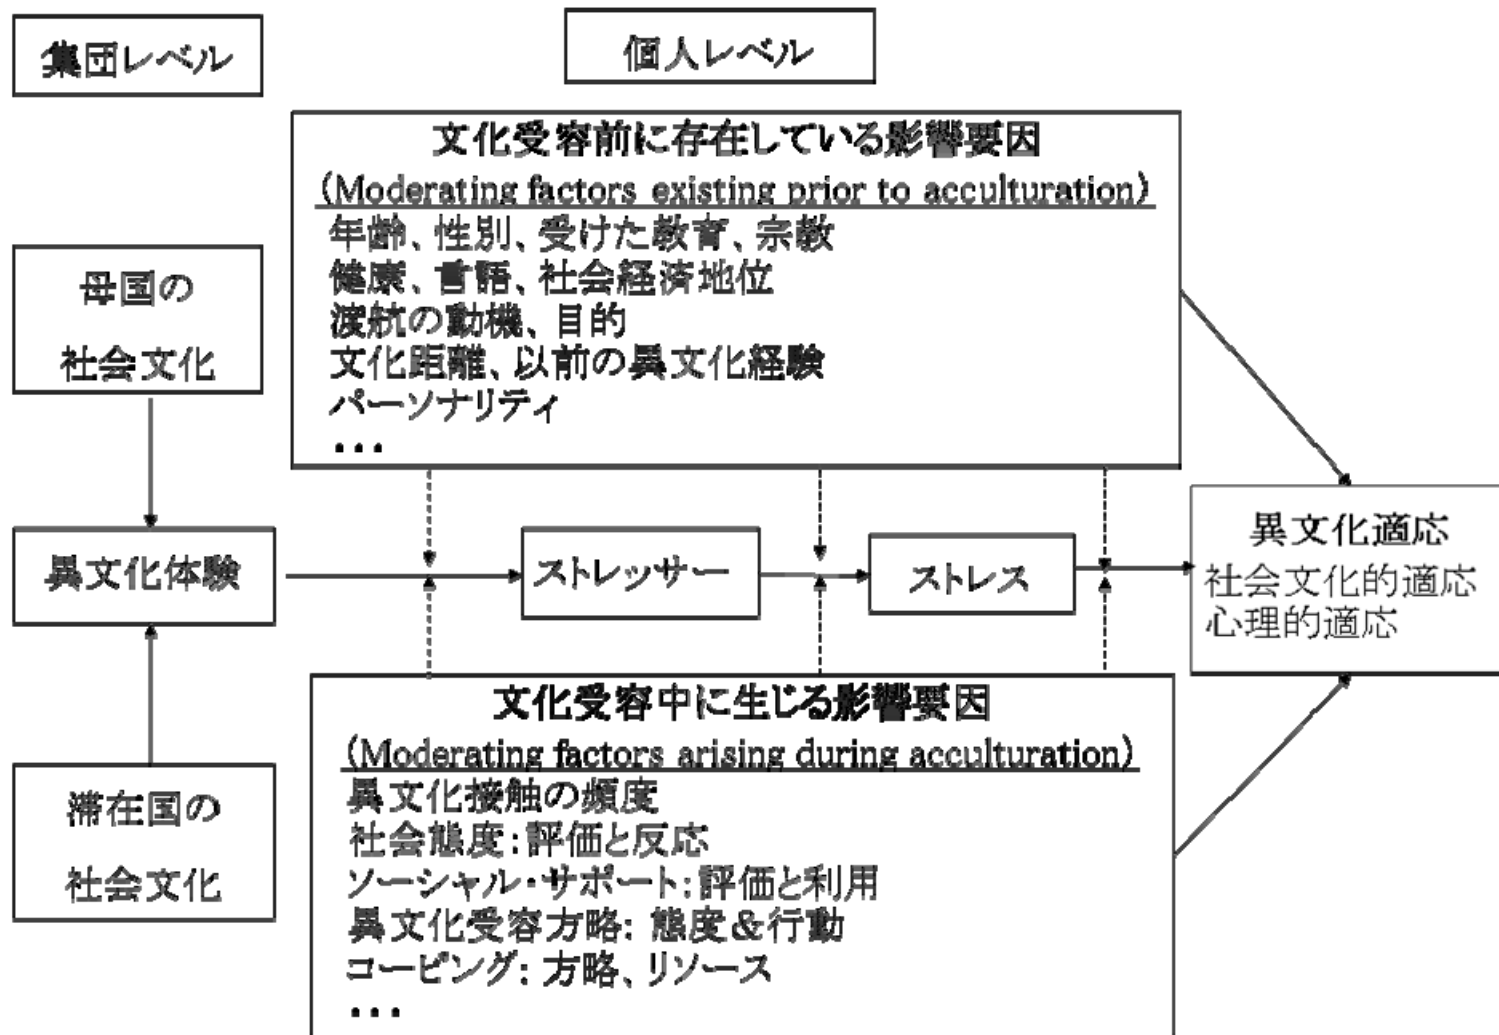 集団レベル
個人レベル
文化受容前に存在している影響要因
(Moderating factors existing prior to acculturation)
年齢、性別、受けた教育、宗教
健康、言語、社会経済地位
渡航の動機、目的
文化距離、以前の異文化経験
パーソナリティ
・・・
母国の
社会文化
異文化体験
ストレッサー
ストレス
異文化適応
社会文化的適応
心理的適応
滞在国の
社会文化
文化受容中に生じる影響要因
(Moderating factors arising during acculturation)
異文化接触の頻度
社会態度:評価と反応
ソーシャル・サポート:評価と利用
異文化受容方略: 態度&行動
コーピング: 方略、リソース
・・・